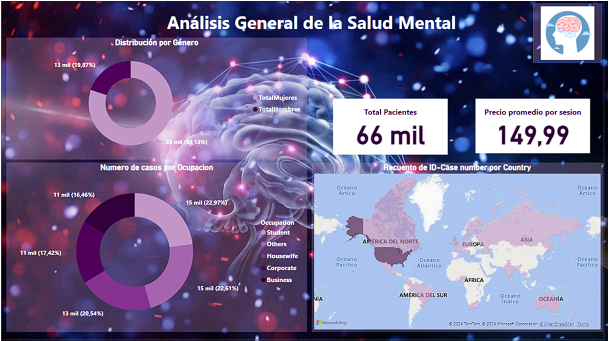 Análisis General de la Salud Mental
Distribución por Género
13 mil (19,87%)
53 mil (80,13%)
TotalMujeres
TotalHombres
Total Pacientes
66 mil
Precio promedio por sesion
149,99
Numero de casos por Ocupacion
11 mil (16,46%)
15 mil (22,97%)
11 mil (17,42%)
15 mil (22,61%)
13 mil (20,54%)
Occupation
Student
Others
Housewife
Corporate
Business
Recuento de ID-Case number por Country
Océano
Ártico
Océano
Ártico
AMÉRICA DEL NORTE
EUROPA
ASIA
Océano
Pacífico
Océano
Atlántico
Océano
Pacífico
ÁFRICA
AMÉRICA DEL SUR
Océano
Índico
OCEANÍA
Microsoft Bing
© 2024 TomTom, © 2024 Microsoft Corporation, © OpenStreetMap